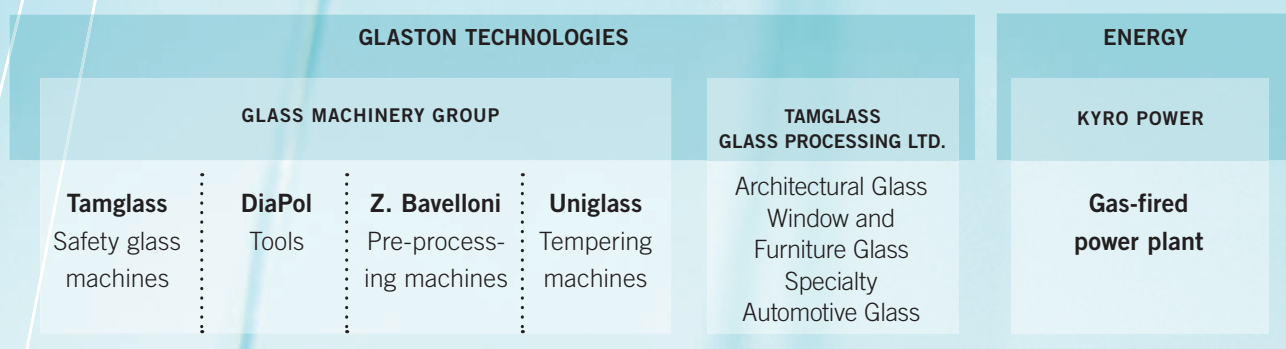 GLASTON TECHNOLOGIES
GLASS MACHINERY GROUP
Tamglass
Safety glass
machines
DiaPol
Tools
Z. Bavelloni
Pre-process-
ing machines
Uniglass
Tempering
machines
TAMGLASS
GLASS PROCESSING LTD.
Architectural Glass
Window and
Furniture Glass
Specialty
Automotive Glass
ENERGY
KYRO POWER
Gas-fired
power plant